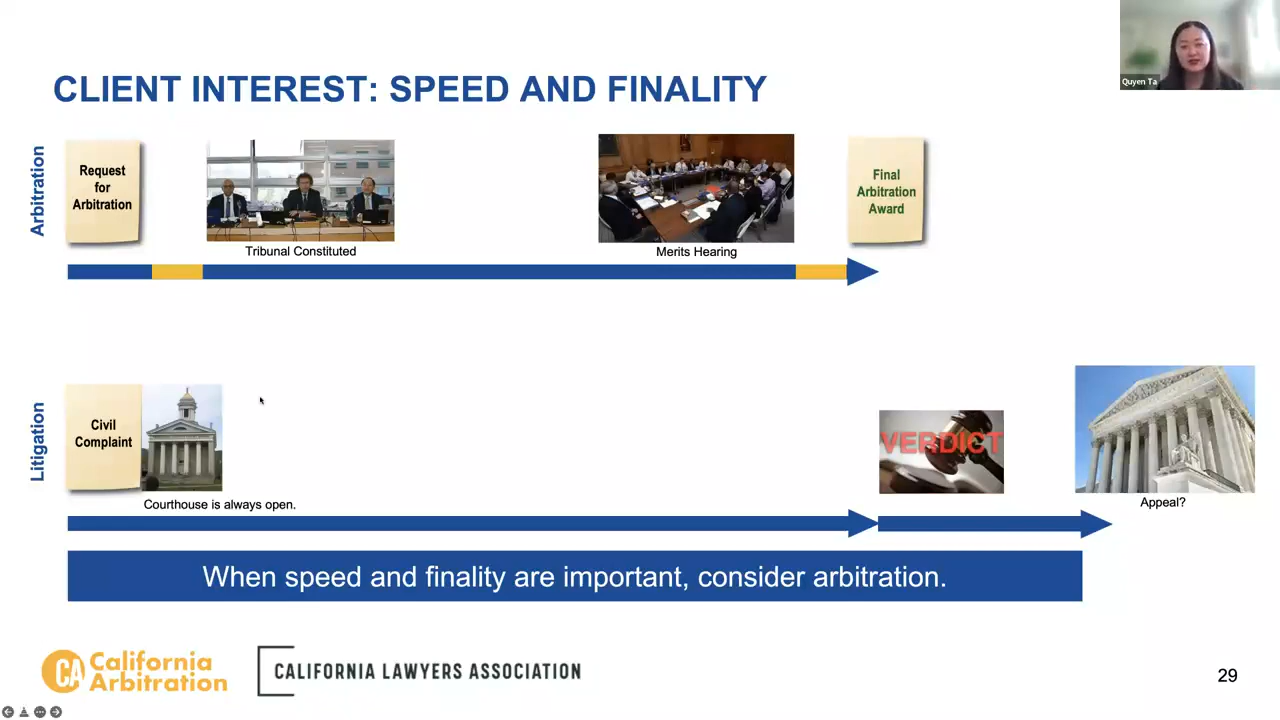 Quyen Ta
CLIENT INTEREST: SPEED AND FINALITY
Arbitration
Request
for
Arbitration
Tribunal Constituted
Merits Hearing
Final
Arbitration
Award
Litigation
Civil
Complaint
Courthouse is always open.
VERDICT
Appeal?
When speed and finality are important, consider arbitration.
CA
California
Arbitration
CALIFORNIA LAWYERS ASSOCIATION
29